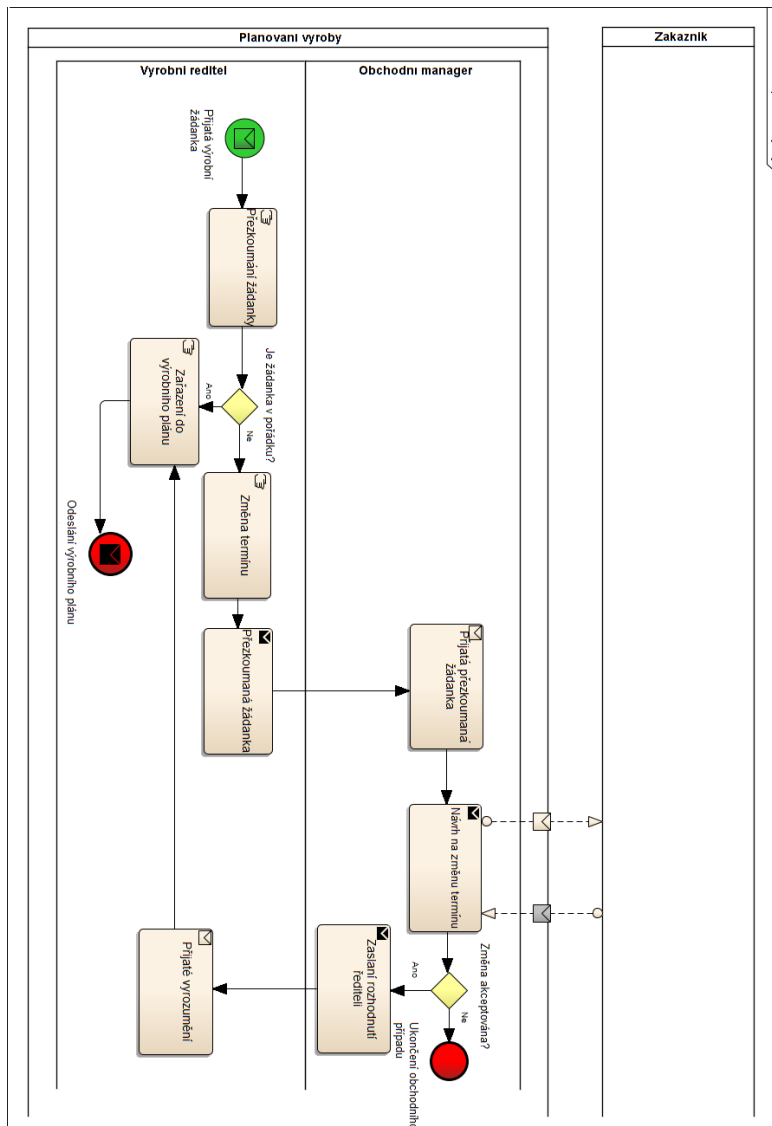 Planovani vyroby
Zakaznik
Vyrobni reditel
Obchodni manager
Přijatá výrobní
žádanka
Přezkoumání žádanky
Je žádanka v pořádku?
Ano
Ne
Zařazení do
výrobního plánu
Změna termínu
Odeslání výrobního plánu
Přezkoumaná žádanka
Přijatá přezkoumaná
žádanka
Návrh na změnu termínu
Změna akceptována?
Ano
Ne
Zaslaní rozhodnutí
řediteli
Přijaté vyrozumění
Ukončení obchodního
případu